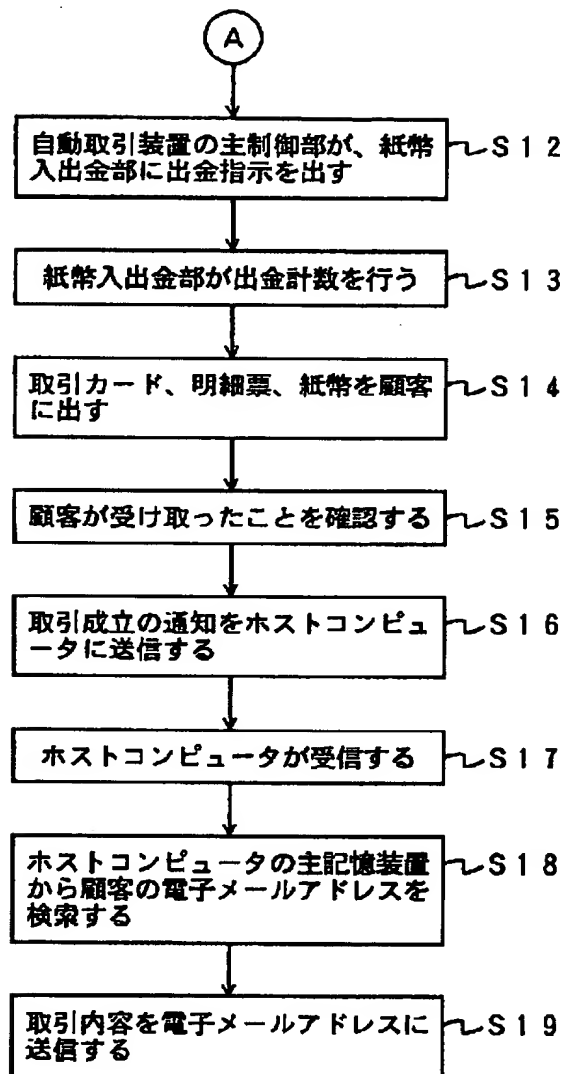 A
自動取引装置の主制御部が、紙幣 S12
入出金部に出金指示を出す
紙幣入出金部が出金計数を行う S13
取引カード、明細票、紙幣を顧客 S14
に出す
顧客が受け取ったことを確認する S15
取引成立の通知をホストコンピュ S16
ータに送信する
ホストコンピュータが受信する S17
ホストコンピュータの主記憶装置 S18
から顧客の電子メールアドレスを
検索する
取引内容を電子メールアドレスに S19
送信する